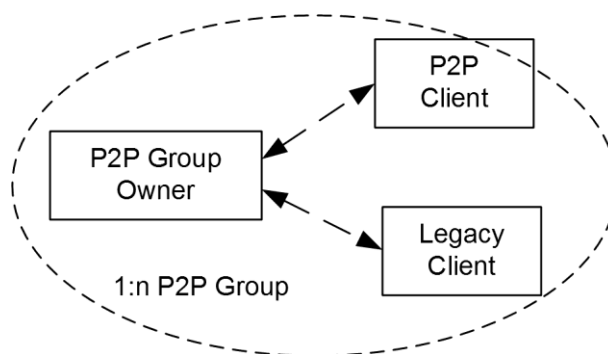 P2P
Client
P2P Group
Owner
Legacy
Client
1:n P2P Group